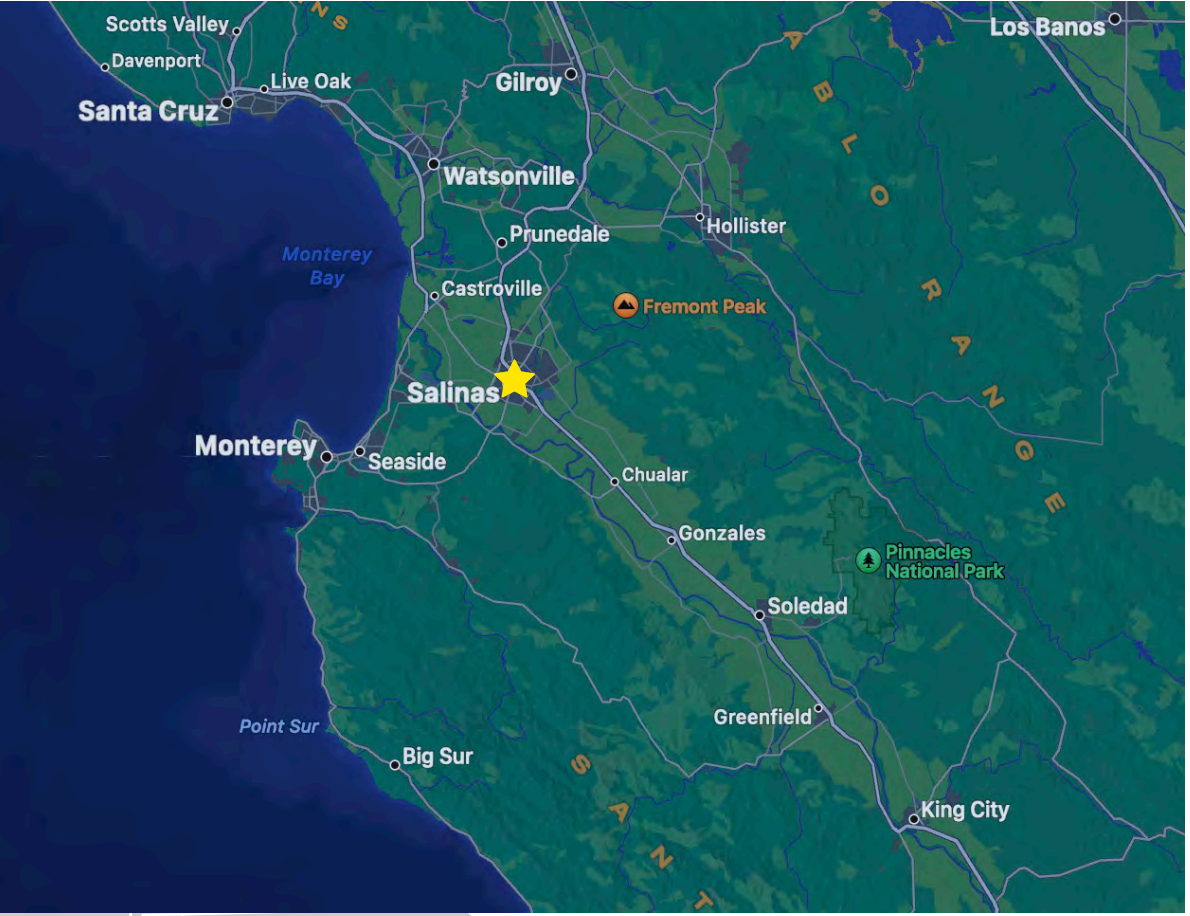 N S
Scotts Valley
Los Banos
Davenport
Live Oak
Gilroy
Santa Cruz
Watsonville
Hollister
Prunedale
Monterey
Bay
Castroville
Fremont Peak
Salinas
Monterey
Seaside
Chualar
Gonzales
Pinnacles
National Park
Soledad
Greenfield
Point Sur
Big Sur
King City
A B L O
R A N G E
S A N T